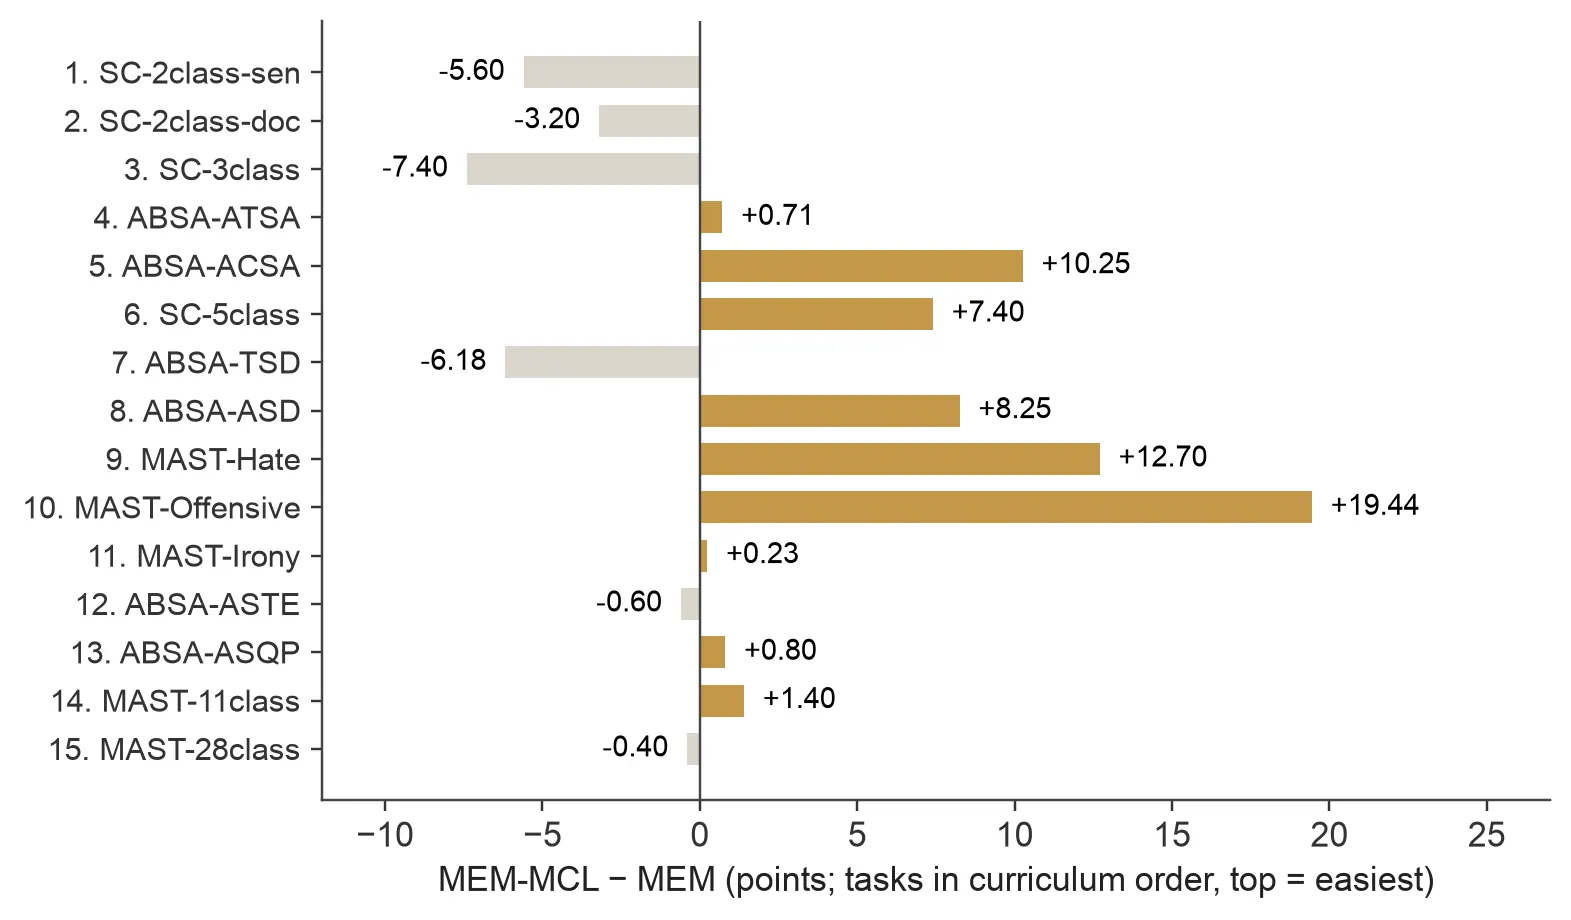 1. SC-2class-sen -5.60
2. SC-2class-doc -3.20
3. SC-3class -7.40
4. ABSA-ATSA +0.71
5. ABSA-ACSA +10.25
6. SC-5class +7.40
7. ABSA-TSD -6.18
8. ABSA-ASD +8.25
9. MAST-Hate +12.70
10. MAST-Offensive +19.44
11. MAST-Irony +0.23
12. ABSA-ASTE -0.60
13. ABSA-ASQP +0.80
14. MAST-11class +1.40
15. MAST-28class -0.40
−10 −5 0 5 10 15 20 25
MEM-MCL − MEM (points; tasks in curriculum order, top = easiest)